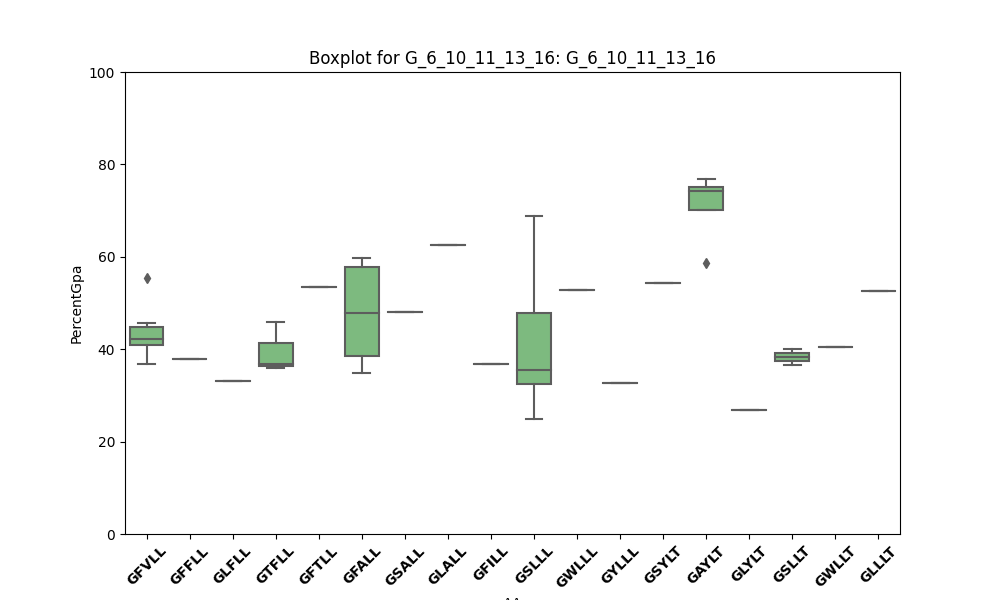 Boxplot for G_6_10_11_13_16: G_6_10_11_13_16
100
80
60
40
20
0
PercentGpa
GFVLL
GFFLL
GLFLL
GTFLL
GFTLL
GFALL
GSALL
GLALL
GFILL
GSLLL
GWLLL
GYLLL
GSYLT
GAYLT
GLYLT
GSLLT
GWLLT
GLLLT